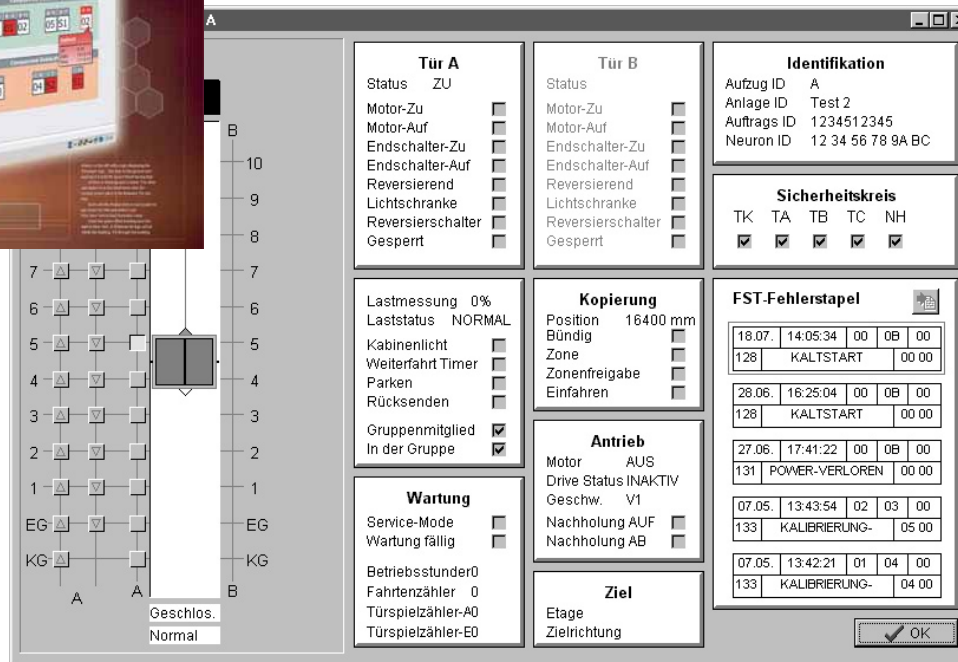 A
B
10
9
8
7 7
6 6
5 5
4 4
3 3
2 2
1 1
EG EG
KG KG
A A B
Geschlos.
Normal
Tür A
Status ZU
Motor-Zu
Motor-Auf
Endschalter-Zu
Endschalter-Auf
Reversierend
Lichtschranke
Reversierschalter
Gesperrt
Tür B
Status
Motor-Zu
Motor-Auf
Endschalter-Zu
Endschalter-Auf
Reversierend
Lichtschranke
Reversierschalter
Gesperrt
Identifikation
Aufzug ID A
Anlage ID Test 2
Auftrags ID 1234512345
Neuron ID 12 34 56 78 9A BC
Sicherheitskreis
TK TA TB TC NH
Lastmessung 0%
Laststatus NORMAL
Kabinenlicht
Weiterfahrt Timer
Parken
Rücksenden
Gruppenmitglied
In der Gruppe
Kopierung
Position 16400 mm
Bündig
Zone
Zonenfreigabe
Einfahren
Antrieb
Motor AUS
Drive Status INAKTIV
Geschw. V1
Nachholung AUF
Nachholung AB
Wartung
Service-Mode
Wartung fällig
Betriebsstunder0
Fahrtenzähler 0
Türspielzähler-A0
Türspielzähler-E0
Ziel
Etage
Zielrichtung
FST-Fehlerstapel
18.07. 14:05:34 00 0B 00
128 KALTSTART 00 00
28.06. 16:25:04 00 0B 00
128 KALTSTART 00 00
27.06. 17:41:22 00 0B 00
131 POWER-VERLOREN 00 00
07.05. 13:43:54 02 03 00
133 KALIBRIERUNG- 05 00
07.05. 13:42:21 01 04 00
133 KALIBRIERUNG- 04 00
OK
02 05 51 02
04